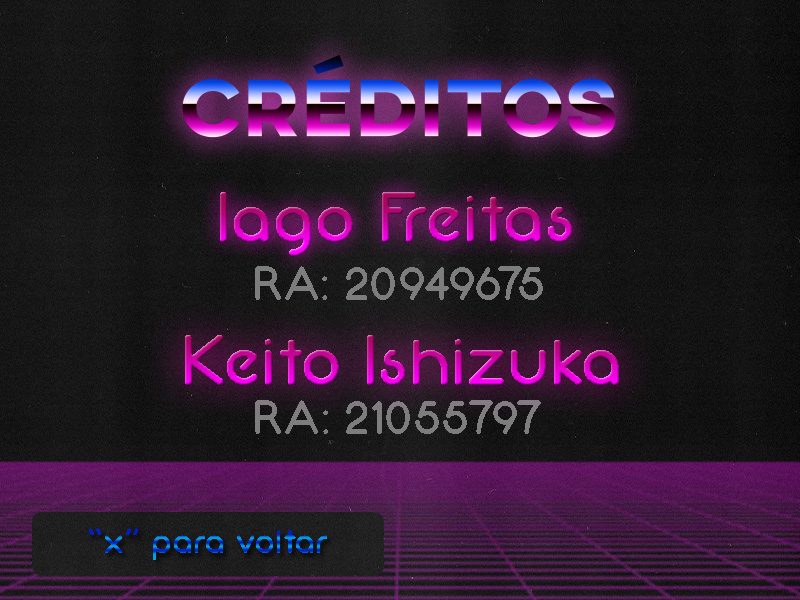 CRÉDITOS
Iago Freitas
RA: 20949675
Keito Ishizuka
RA: 21055797
“x” para voltar